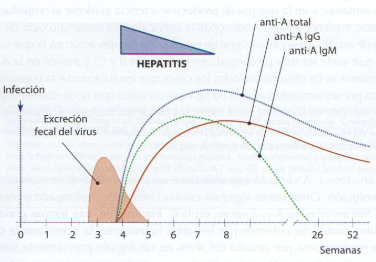 anti-A total
anti-A IgG
anti-A IgM
HEPATITIS
Infección
Excreción
fecal del virus
0 1 2 3 4 4 5 6 7 8 26 52
Semanas